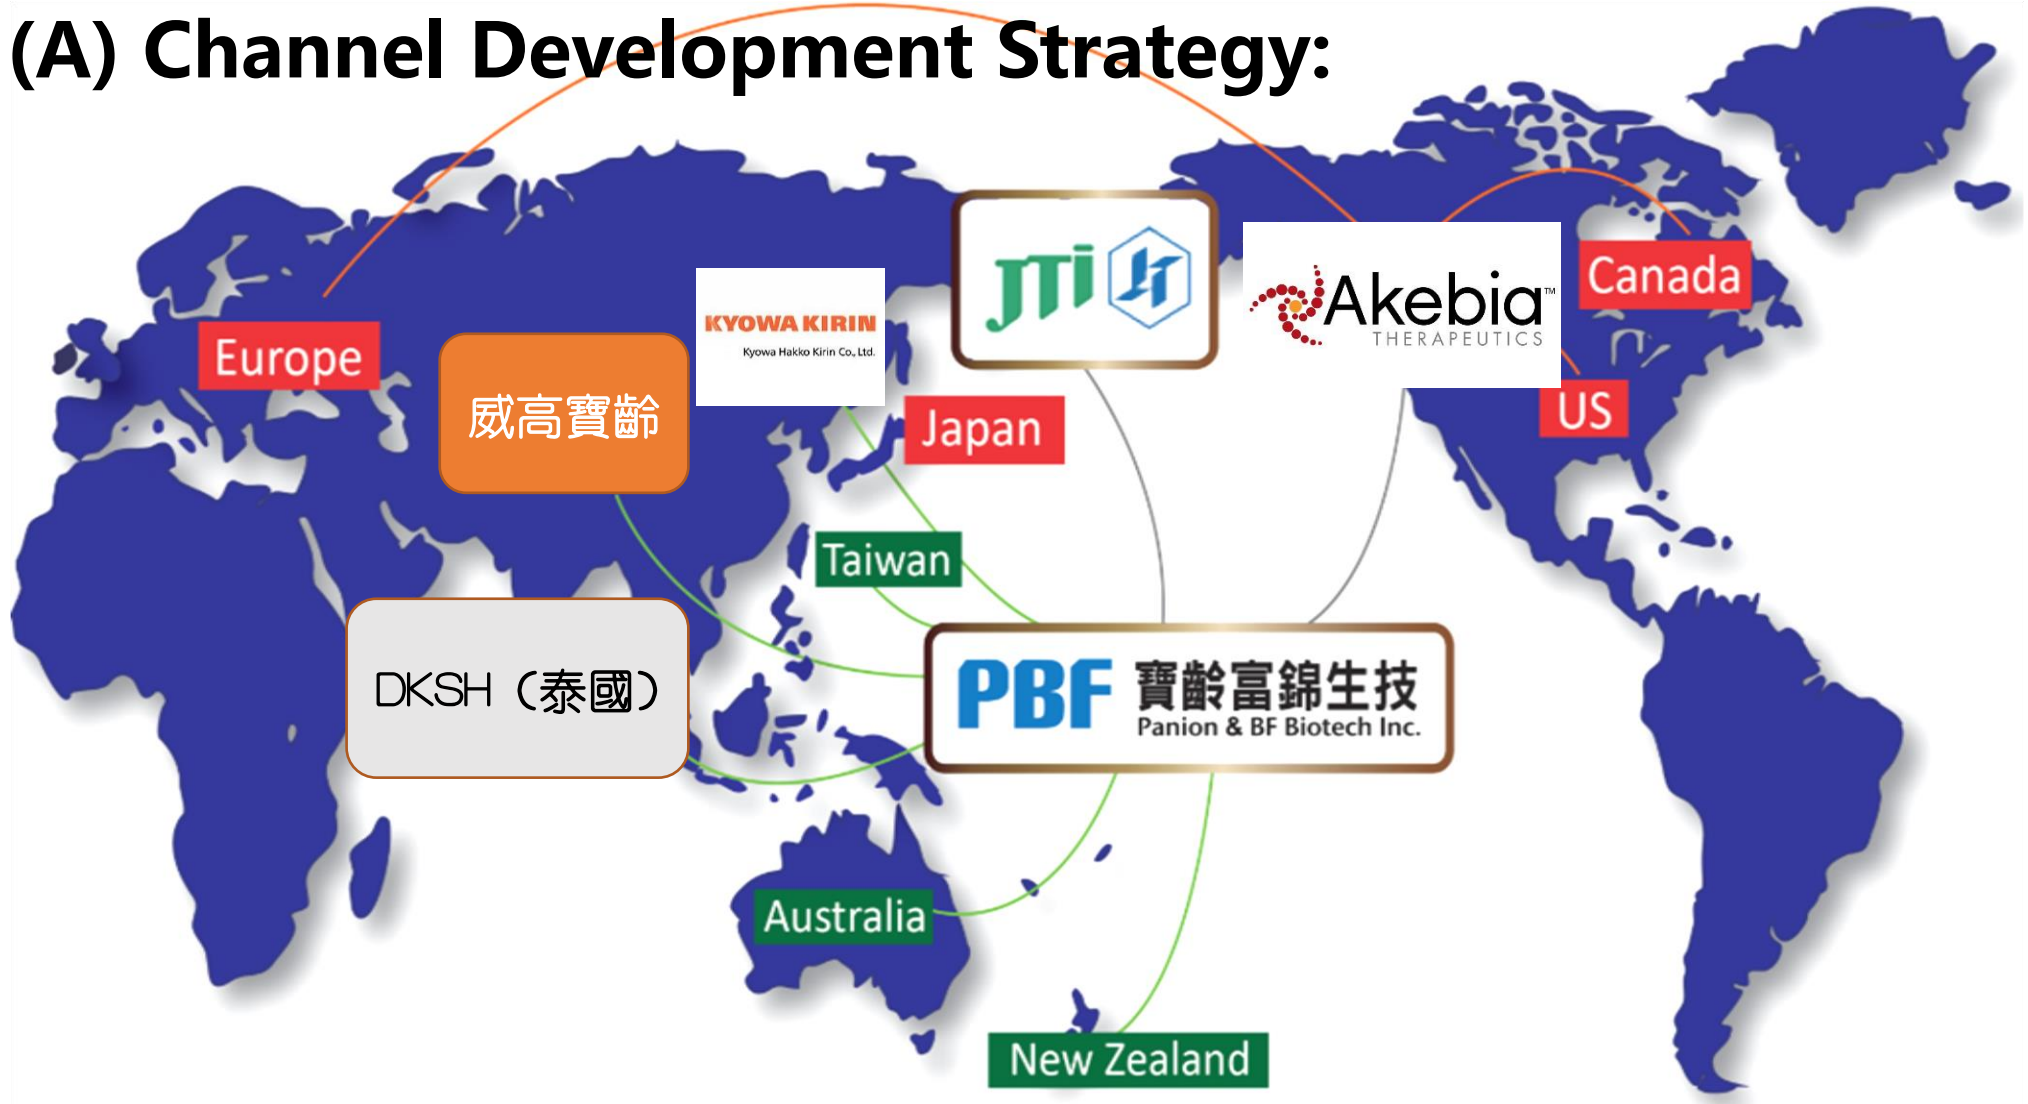 (A) Channel Development Strategy:
JTi
Akebia™
THERAPEUTICS
Canada
KYOWA KIRIN
Kyowa Hakko Kirin Co., Ltd.
Europe
威高寶齡
Japan
US
Taiwan
DKSH（泰國）
PBF 寶齡富錦生技
Panion & BF Biotech Inc.
Australia
New Zealand